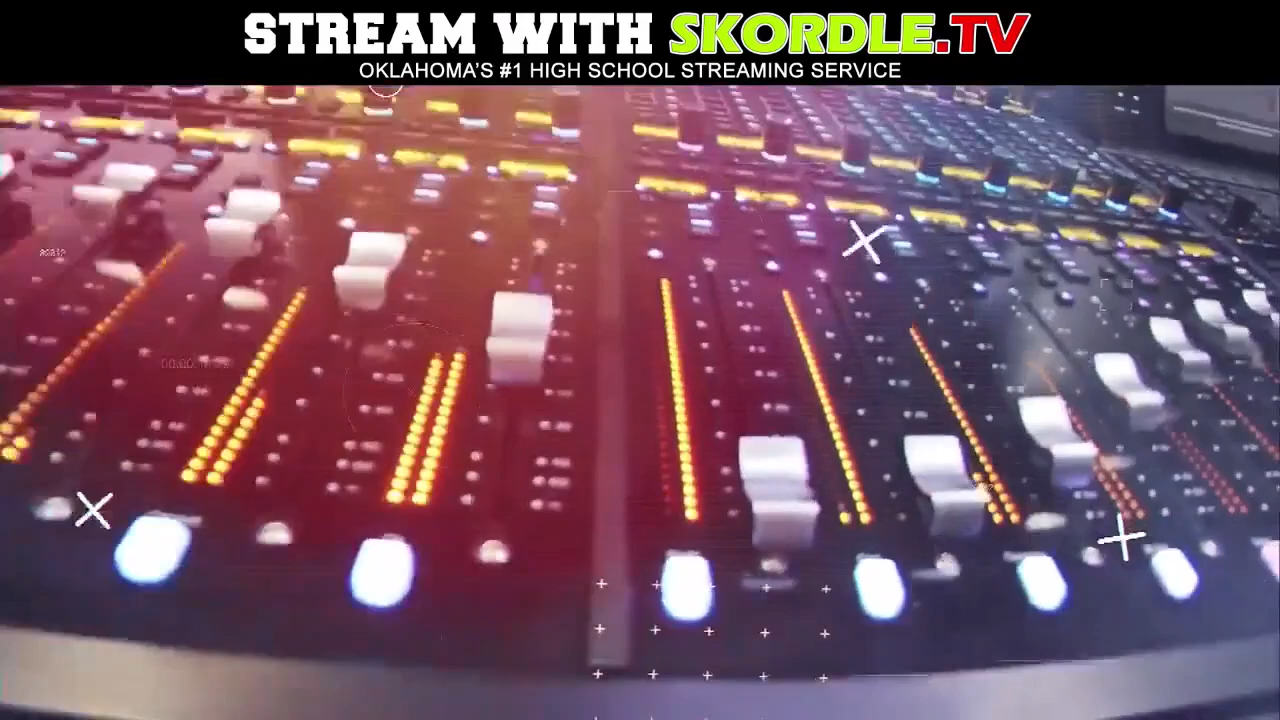 STREAM WITH SKORDLE.TV
OKLAHOMA'S #1 HIGH SCHOOL STREAMING SERVICE